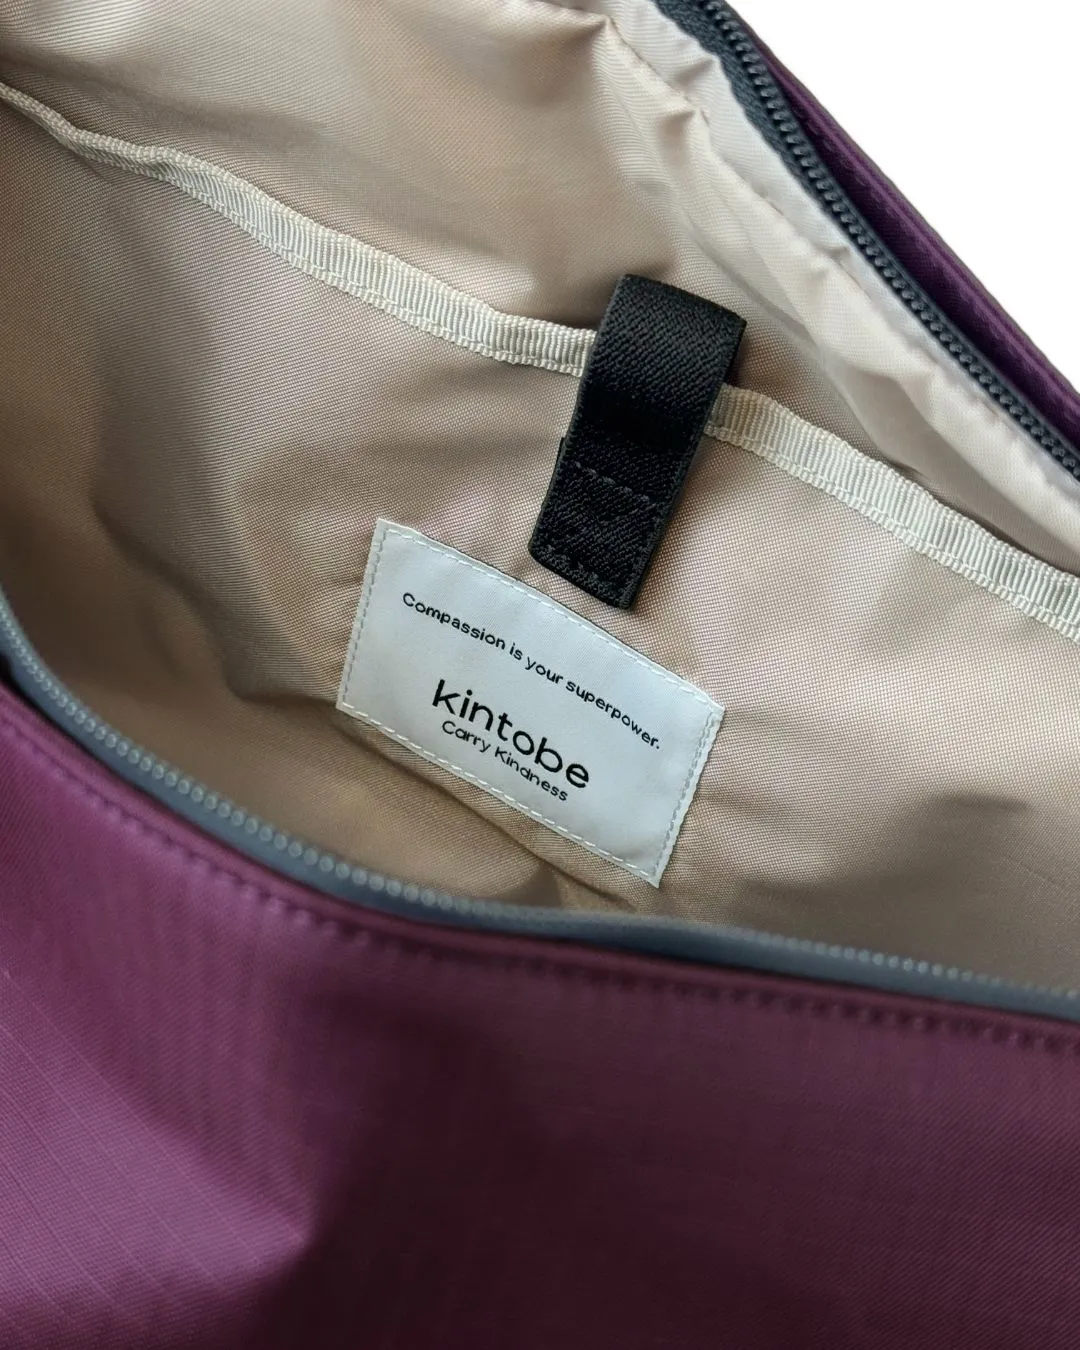 Compassion is your superpower.
kintobe
Carry Kindness